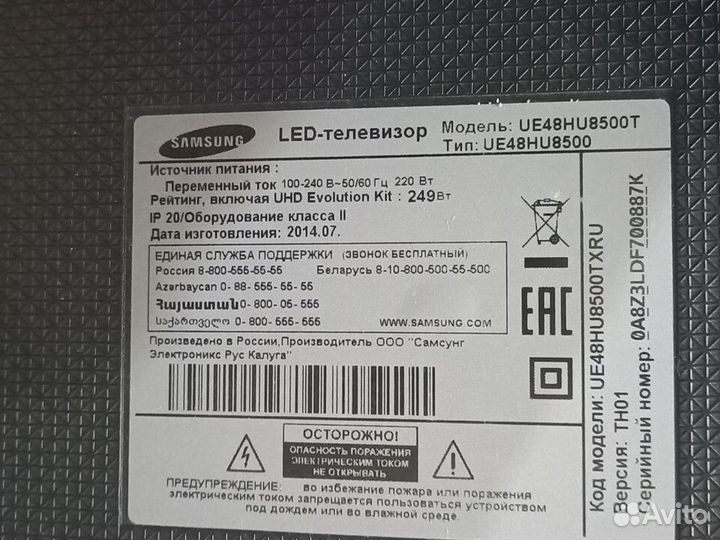 SAMSUNG
LED-телевизор
Модель: UE48HU8500T
Тип: UE48HU8500
Источник питания :
Переменный ток 100-240 В~50/60 Гц 220 Вт
Рейтинг, включая UHD Evolution Kit : 249Вт
IP 20/Оборудование класса II
Дата изготовления: 2014.07.
ЕДИНАЯ СЛУЖБА ПОДДЕРЖКИ (ЗВОНОК БЕСПЛАТНЫЙ)
Россия 8-800-555-55-55 Беларусь 8-10-800-500-55-500
Azərbaycan 0-88-555-55-55
Հայաստան 0-800-05-555
საქართველო 0-800-555-555
WWW.SAMSUNG.COM
Произведено в России,Производитель ООО "Самсунг
Электроникс Рус Калуга"
EAC
ОСТОРОЖНО!
ОПАСНОСТЬ ПОРАЖЕНИЯ
ЭЛЕКТРИЧЕСКИМ ТОКОМ
НЕ ОТКРЫВАТЬ
ПРЕДУПРЕЖДЕНИЕ: во избежание пожара или поражения
электрическим током запрещается пользоваться устройством
под дождем или во влажной среде.
Код модели: UE48HU8500TXRU
Версия: TH01
Серийный номер: 0A8Z3LDF700887K
Avito